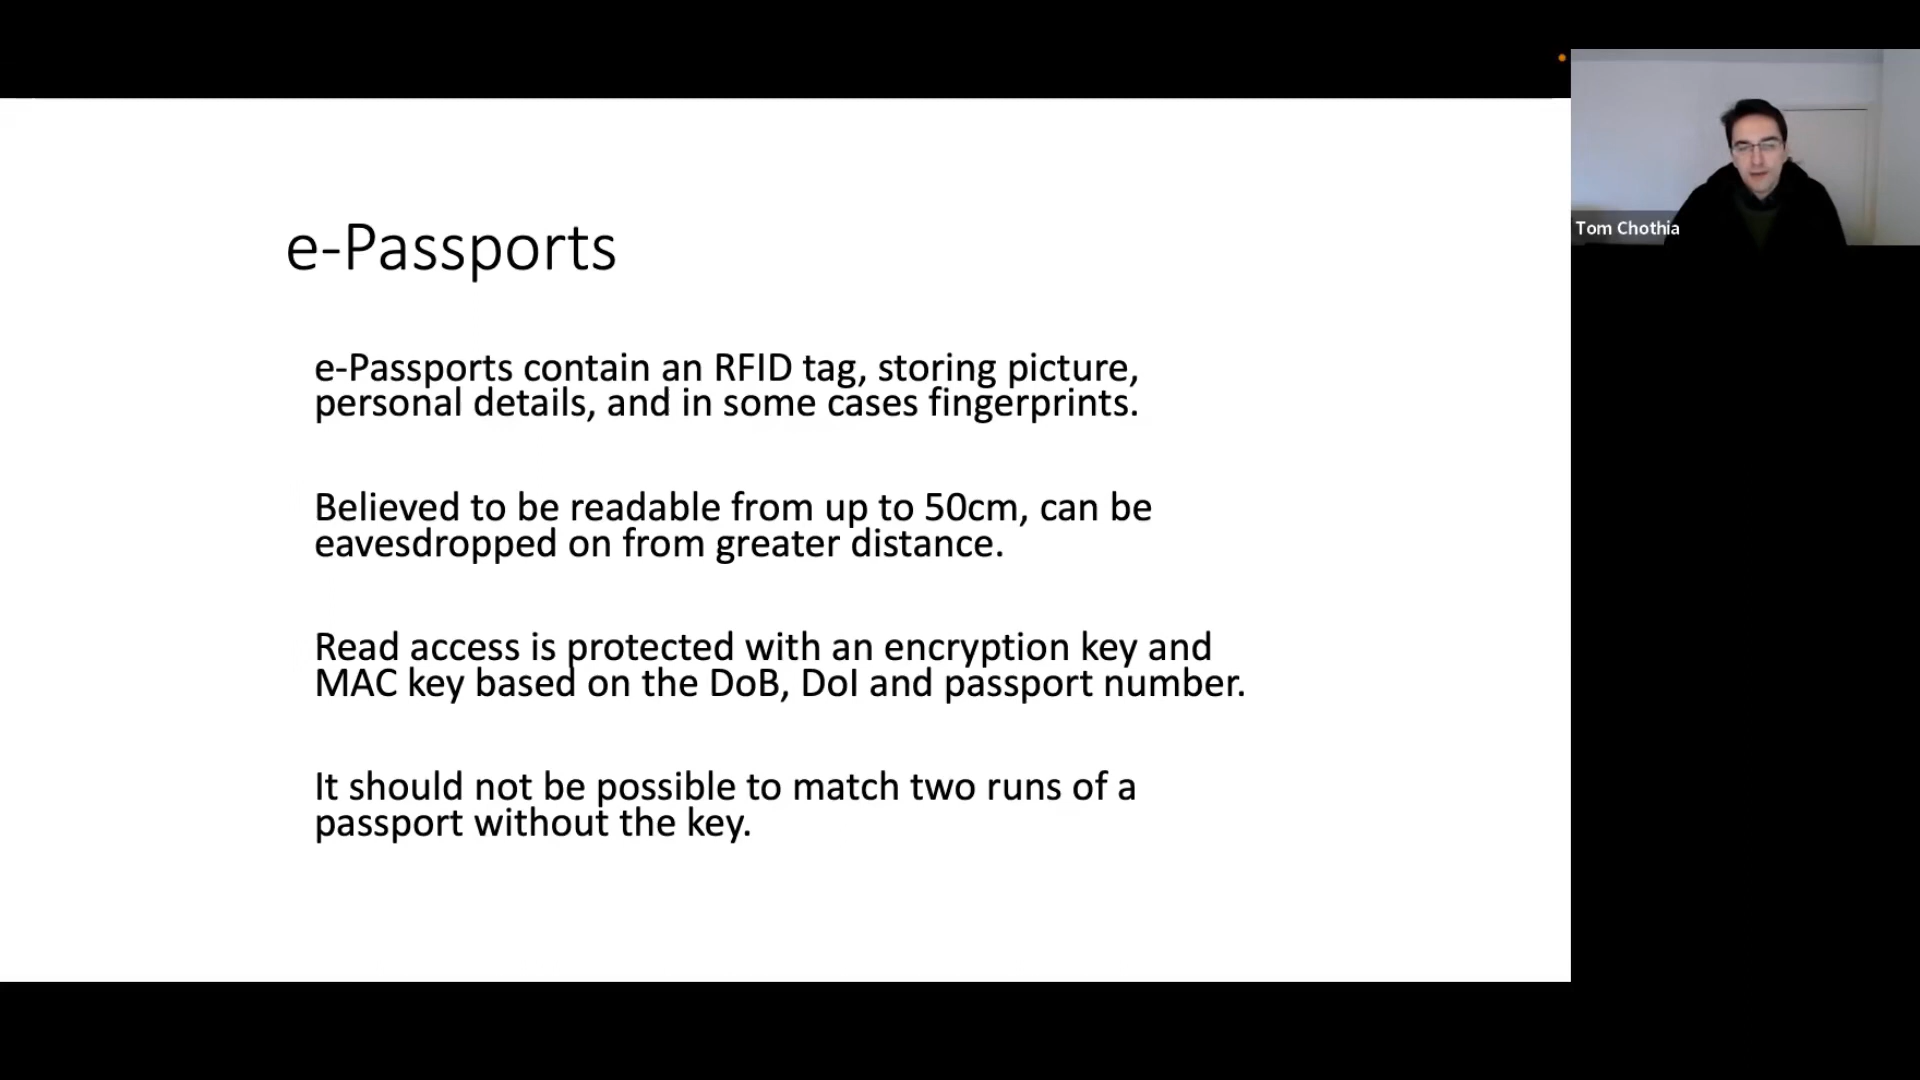 e-Passports
e-Passports contain an RFID tag, storing picture,
personal details, and in some cases fingerprints.
Believed to be readable from up to 50cm, can be
eavesdropped on from greater distance.
Read access is protected with an encryption key and
MAC key based on the DoB, DoI and passport number.
It should not be possible to match two runs of a
passport without the key.
Tom Chothia